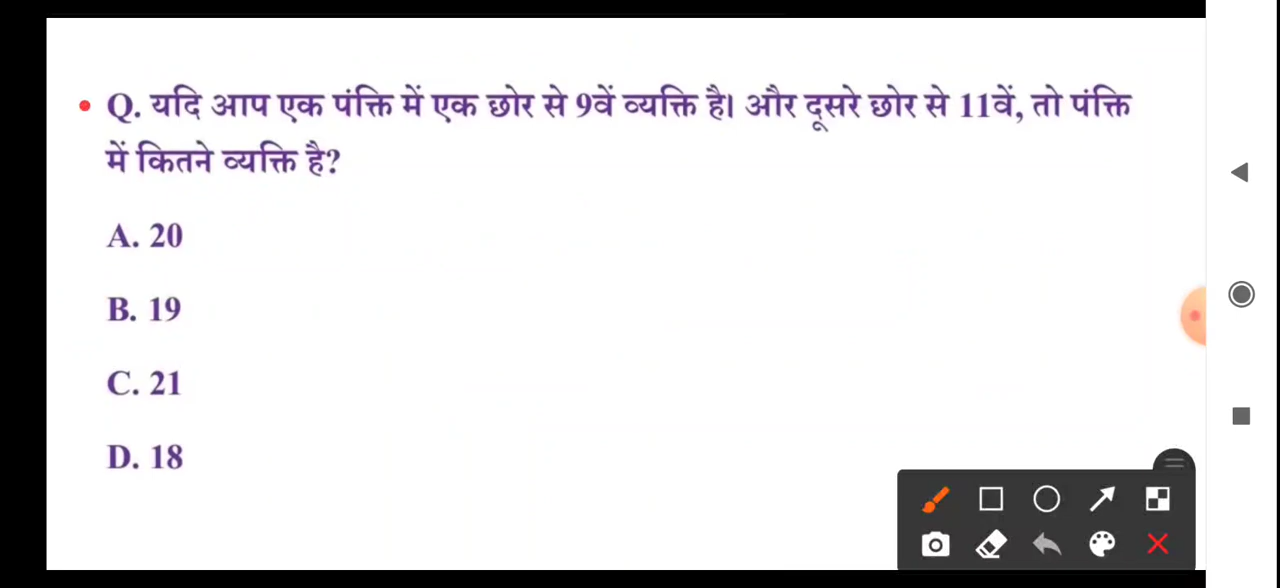 Q. यदि आप एक पंक्ति में एक छोर से 9वें व्यक्ति है। और दूसरे छोर से 11वें, तो पंक्ति
में कितने व्यक्ति है?
A. 20
B. 19
C. 21
D. 18